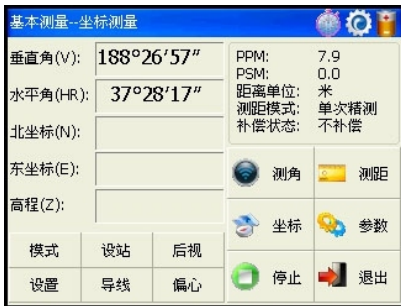 基本测量--坐标测量
垂直角(V): 188°26′57″
水平角(HR): 37°28′17″
北坐标(N):
东坐标(E):
高程(Z):
PPM: 7.9
PSM: 0.0
距离单位: 米
测距模式: 单次精测
补偿状态: 不补偿
测角 测距
坐标 参数
模式 设站 后视
设置 导线 偏心
停止 退出